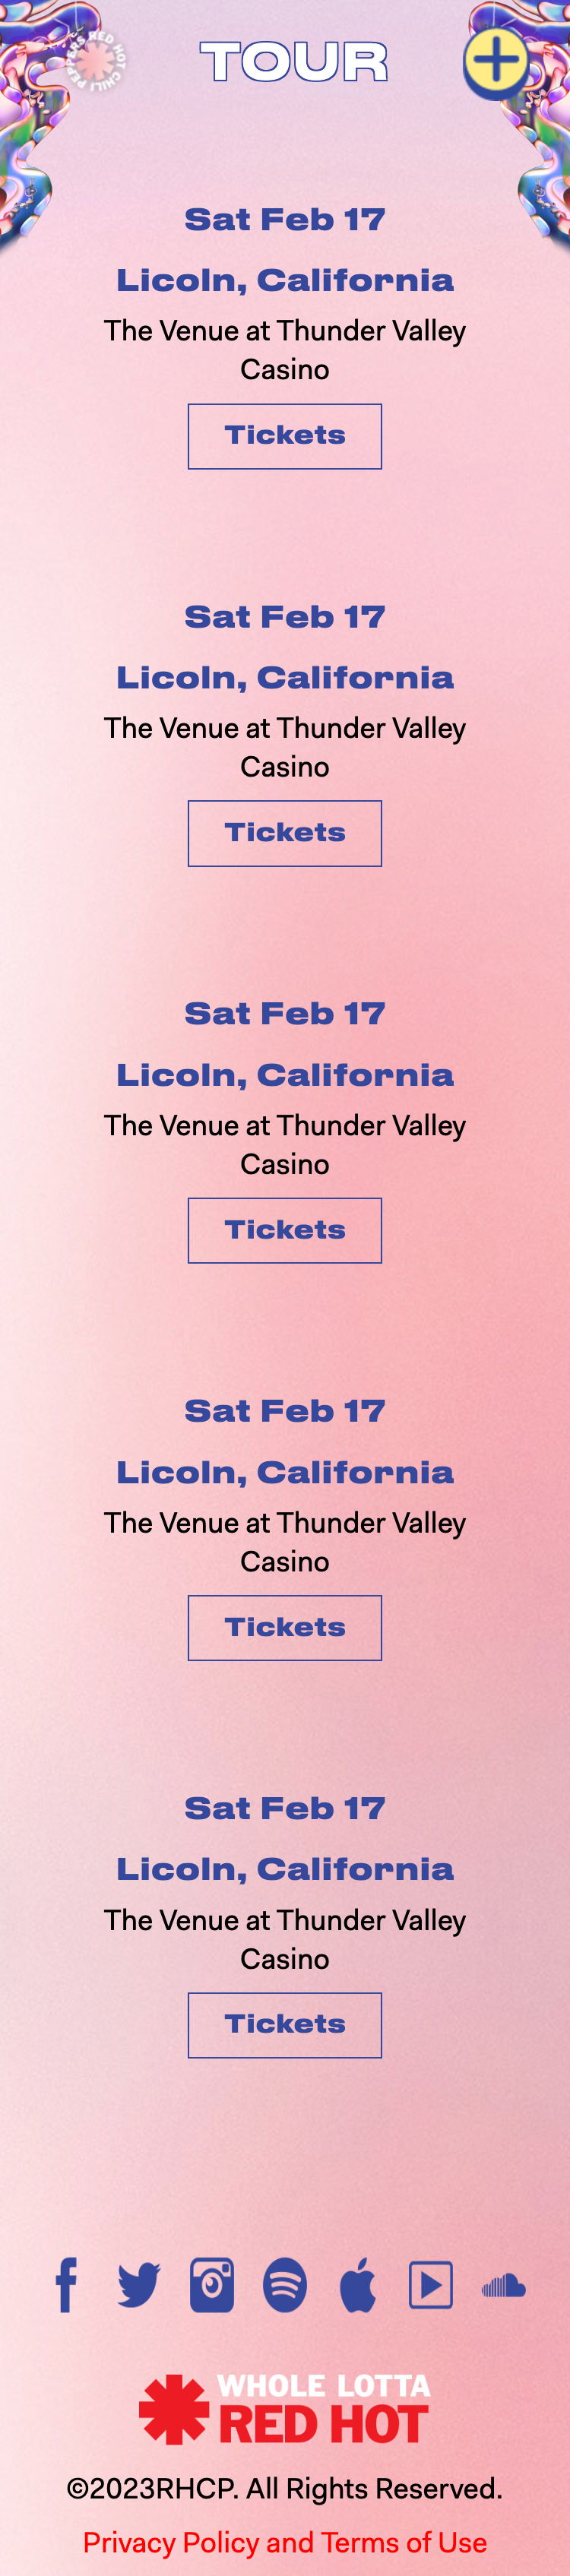 RED HOT CHILI PEPPERS
TOUR
Sat Feb 17
Licoln, California
The Venue at Thunder Valley
Casino
Tickets
Sat Feb 17
Licoln, California
The Venue at Thunder Valley
Casino
Tickets
Sat Feb 17
Licoln, California
The Venue at Thunder Valley
Casino
Tickets
Sat Feb 17
Licoln, California
The Venue at Thunder Valley
Casino
Tickets
Sat Feb 17
Licoln, California
The Venue at Thunder Valley
Casino
Tickets
WHOLE LOTTA
RED HOT
©2023RHCP. All Rights Reserved.
Privacy Policy and Terms of Use